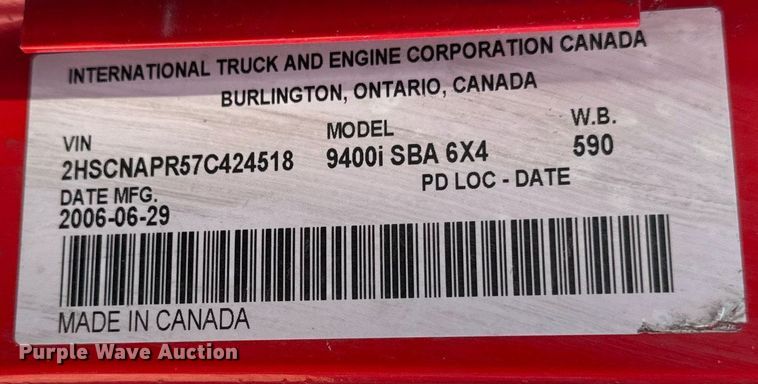 INTERNATIONAL TRUCK AND ENGINE CORPORATION CANADA
BURLINGTON, ONTARIO, CANADA
VIN MODEL W.B.
2HSCNAPR57C424518 9400i SBA 6X4 590
DATE MFG. PD LOC - DATE
2006-06-29
MADE IN CANADA
Purple Wave Auction